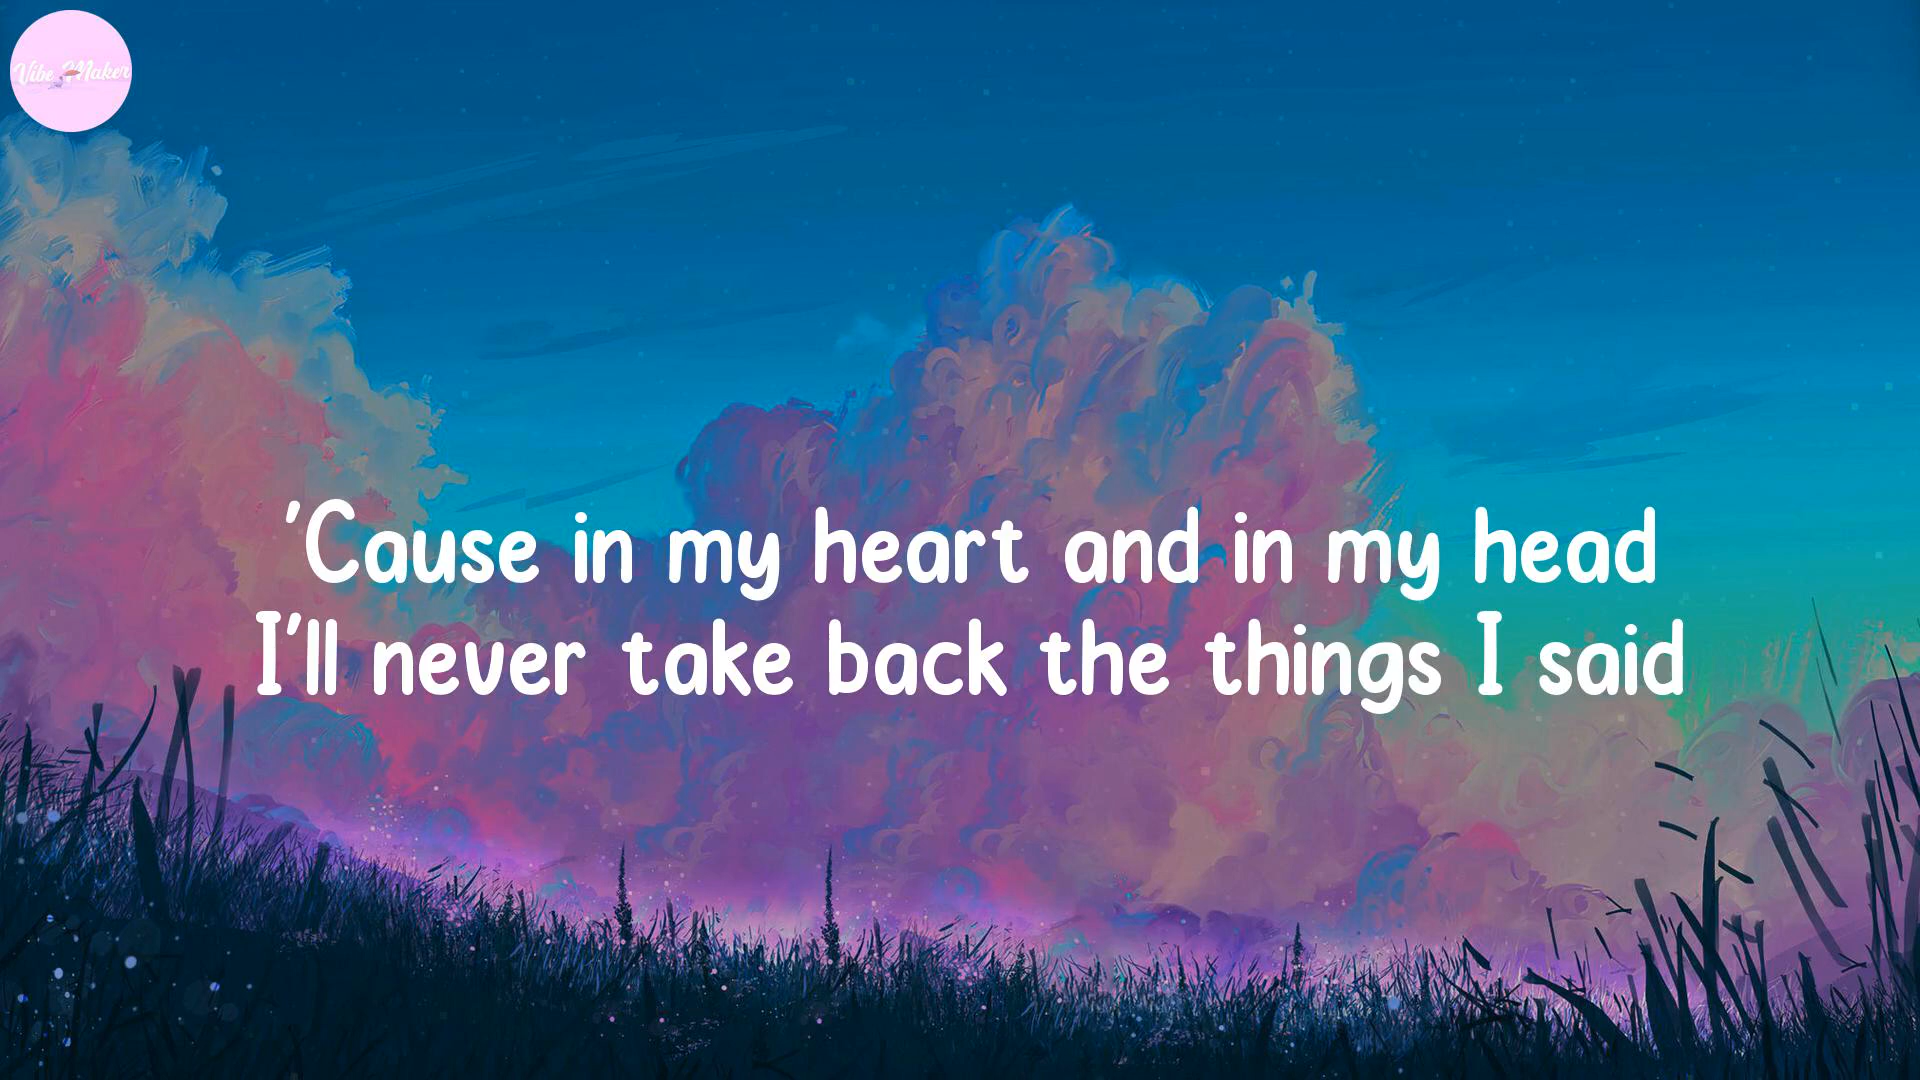 Vibe Maker
'Cause in my heart and in my head
I'll never take back the things I said